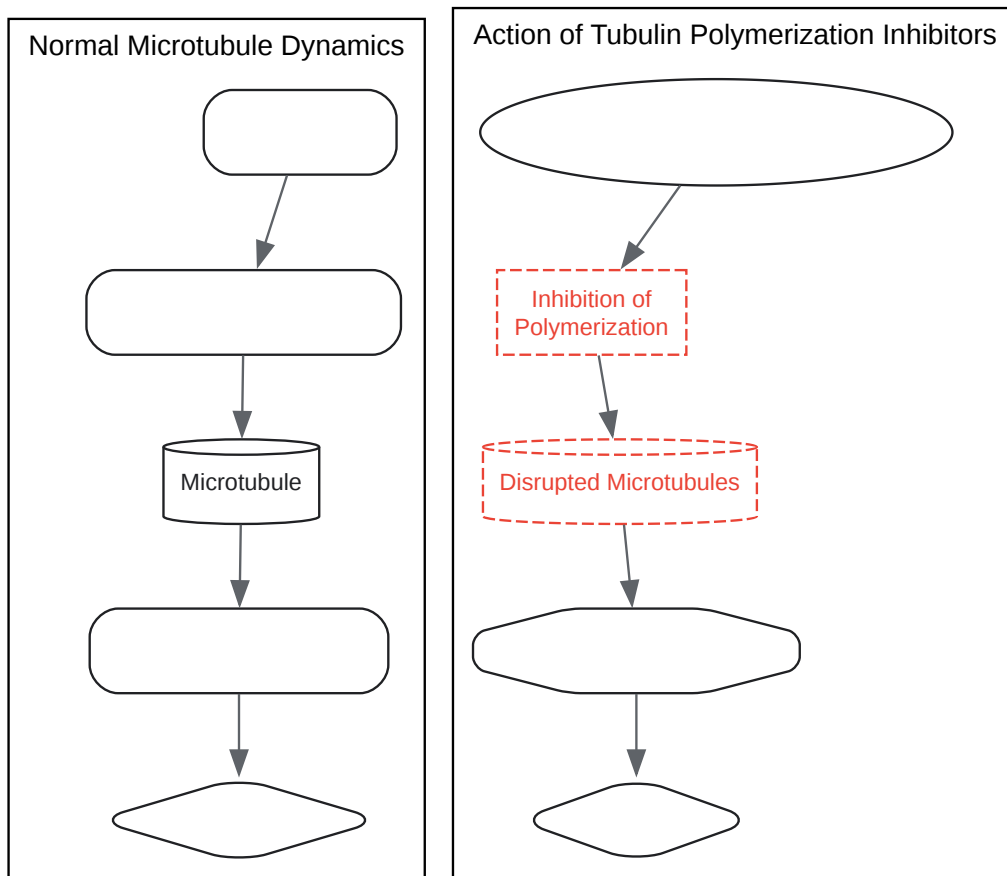 Normal Microtubule Dynamics
Microtubule
Action of Tubulin Polymerization Inhibitors
Inhibition of
Polymerization
Disrupted Microtubules